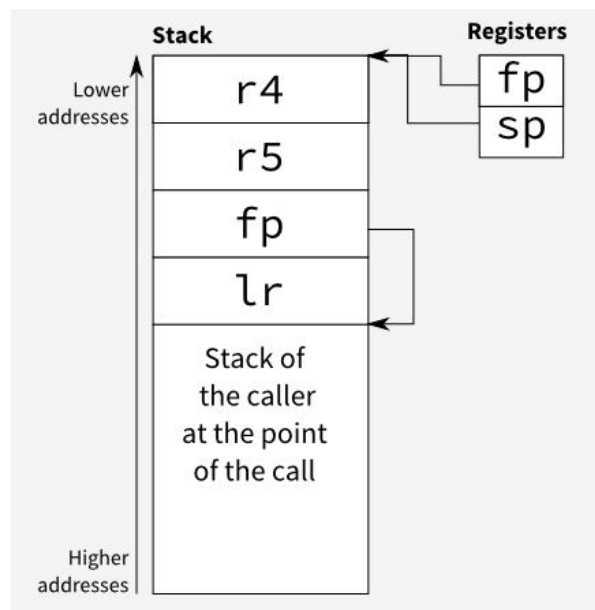 Stack
Registers
Lower
addresses
r4
fp
sp
r5
fp
lr
Stack of
the caller
at the point
of the call
Higher
addresses